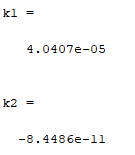 k1 =
4.0407e-05
k2 =
-8.4486e-11